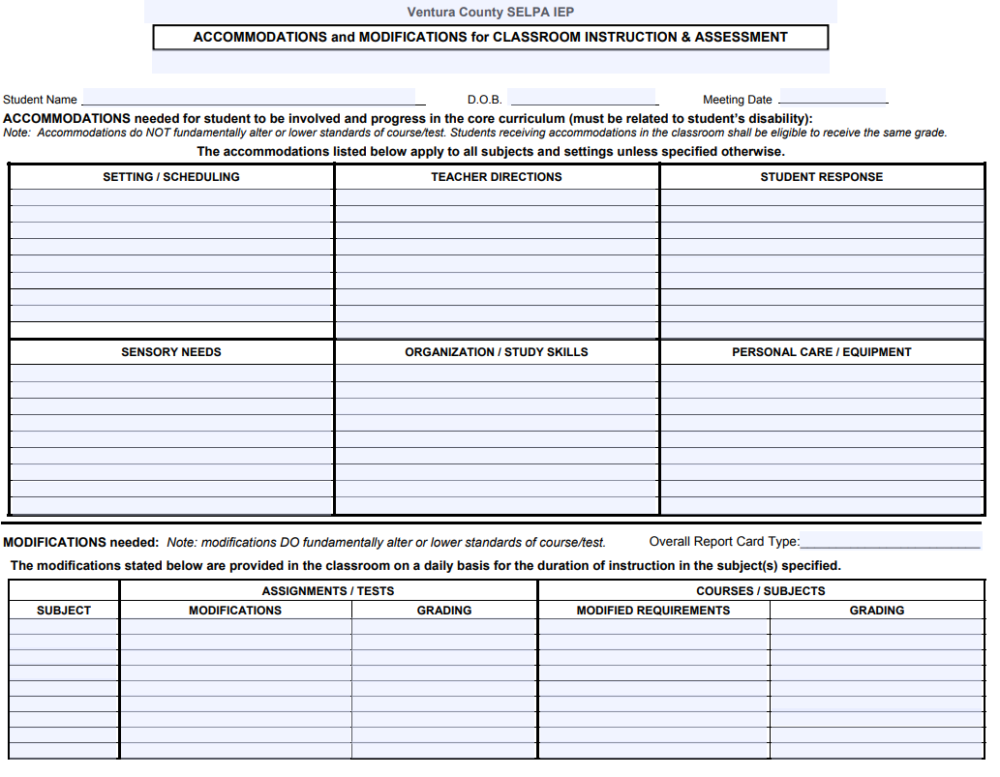 Ventura County SELPA IEP
ACCOMMODATIONS and MODIFICATIONS for CLASSROOM INSTRUCTION & ASSESSMENT
Student Name D.O.B. Meeting Date
ACCOMMODATIONS needed for student to be involved and progress in the core curriculum (must be related to student's disability):
Note: Accommodations do NOT fundamentally alter or lower standards of course/test. Students receiving accommodations in the classroom shall be eligible to receive the same grade.
The accommodations listed below apply to all subjects and settings unless specified otherwise.
SETTING / SCHEDULING TEACHER DIRECTIONS STUDENT RESPONSE
SENSORY NEEDS ORGANIZATION / STUDY SKILLS PERSONAL CARE / EQUIPMENT
MODIFICATIONS needed: Note: modifications DO fundamentally alter or lower standards of course/test. Overall Report Card Type:
The modifications stated below are provided in the classroom on a daily basis for the duration of instruction in the subject(s) specified.
ASSIGNMENTS / TESTS COURSES / SUBJECTS
SUBJECT MODIFICATIONS GRADING MODIFIED REQUIREMENTS GRADING